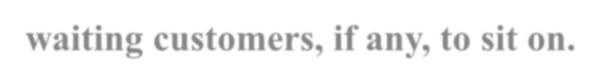 waiting customers, if any, to sit on.